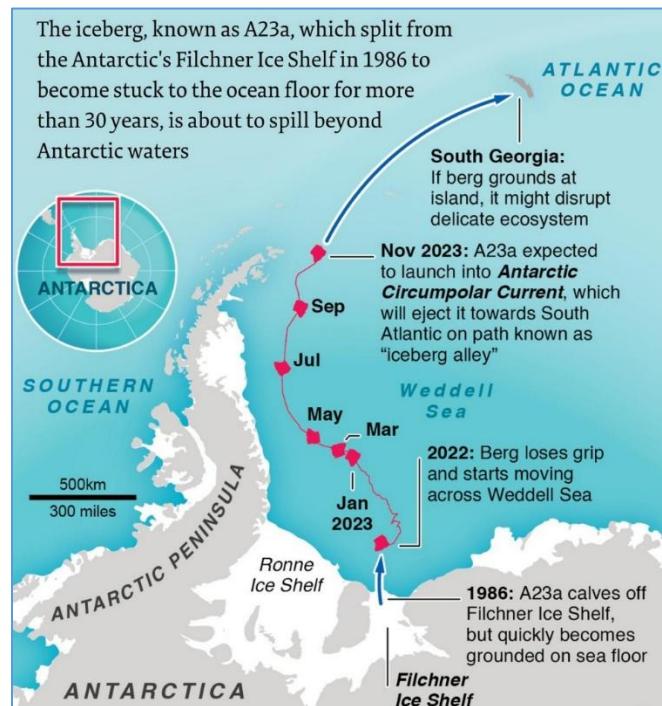 The iceberg, known as A23a, which split from
the Antarctic's Filchner Ice Shelf in 1986 to
become stuck to the ocean floor for more
than 30 years, is about to spill beyond
Antarctic waters
ATLANTIC
OCEAN
South Georgia:
If berg grounds at
island, it might disrupt
delicate ecosystem
ANTARCTICA
Nov 2023: A23a expected
to launch into Antarctic
Circumpolar Current, which
will eject it towards South
Atlantic on path known as
“iceberg alley”
Sep
Jul
SOUTHERN
OCEAN
Weddell
Sea
May
Mar
Jan
2023
2022: Berg loses grip
and starts moving
across Weddell Sea
500km
300 miles
ANTARCTIC PENINSULA
Ronne
Ice Shelf
1986: A23a calves off
Filchner Ice Shelf,
but quickly becomes
grounded on sea floor
Filchner
Ice Shelf
ANTARCTICA